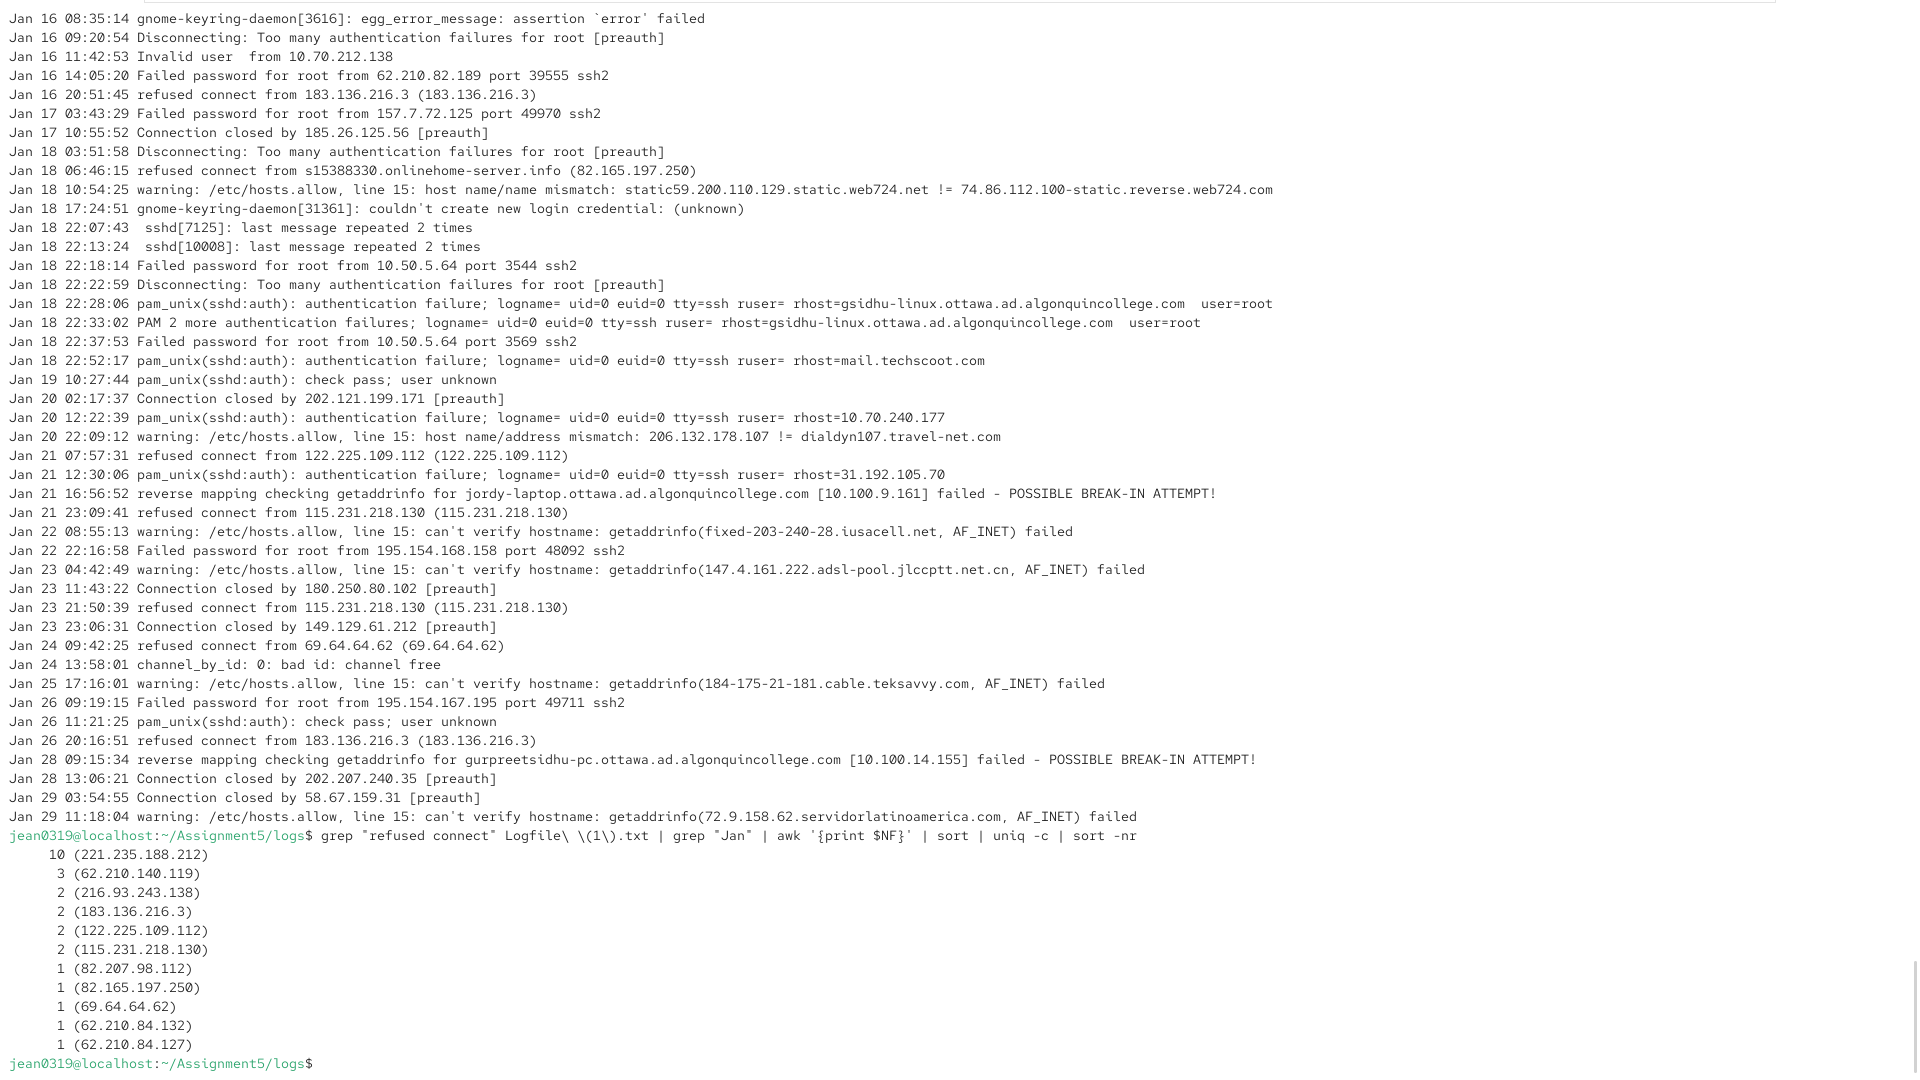 Jan 16 08:35:14 gnome-keyring-daemon[3616]: egg_error_message: assertion `error' failed
Jan 16 09:20:54 Disconnecting: Too many authentication failures for root [preauth]
Jan 16 11:42:53 Invalid user  from 10.70.212.138
Jan 16 14:05:20 Failed password for root from 62.210.82.189 port 39555 ssh2
Jan 16 20:51:45 refused connect from 183.136.216.3 (183.136.216.3)
Jan 17 03:43:29 Failed password for root from 157.7.72.125 port 49970 ssh2
Jan 17 10:55:52 Connection closed by 185.26.125.56 [preauth]
Jan 18 03:51:58 Disconnecting: Too many authentication failures for root [preauth]
Jan 18 06:46:15 refused connect from s15388330.onlinehome-server.info (82.165.197.250)
Jan 18 10:54:25 warning: /etc/hosts.allow, line 15: host name/name mismatch: static59.200.110.129.static.web724.net != 74.86.112.100-static.reverse.web724.com
Jan 18 17:24:51 gnome-keyring-daemon[31361]: couldn't create new login credential: (unknown)
Jan 18 22:07:43  sshd[7125]: last message repeated 2 times
Jan 18 22:13:24  sshd[10008]: last message repeated 2 times
Jan 18 22:18:14 Failed password for root from 10.50.5.64 port 3544 ssh2
Jan 18 22:22:59 Disconnecting: Too many authentication failures for root [preauth]
Jan 18 22:28:06 pam_unix(sshd:auth): authentication failure; logname= uid=0 euid=0 tty=ssh ruser= rhost=gsidhu-linux.ottawa.ad.algonquincollege.com  user=root
Jan 18 22:33:02 PAM 2 more authentication failures; logname= uid=0 euid=0 tty=ssh ruser= rhost=gsidhu-linux.ottawa.ad.algonquincollege.com  user=root
Jan 18 22:37:53 Failed password for root from 10.50.5.64 port 3569 ssh2
Jan 18 22:52:17 pam_unix(sshd:auth): authentication failure; logname= uid=0 euid=0 tty=ssh ruser= rhost=mail.techscoot.com
Jan 19 10:27:44 pam_unix(sshd:auth): check pass; user unknown
Jan 20 02:17:37 Connection closed by 202.121.199.171 [preauth]
Jan 20 12:22:39 pam_unix(sshd:auth): authentication failure; logname= uid=0 euid=0 tty=ssh ruser= rhost=10.70.240.177
Jan 20 22:09:12 warning: /etc/hosts.allow, line 15: host name/address mismatch: 206.132.178.107 != dialdyn107.travel-net.com
Jan 21 07:57:31 refused connect from 122.225.109.112 (122.225.109.112)
Jan 21 12:30:06 pam_unix(sshd:auth): authentication failure; logname= uid=0 euid=0 tty=ssh ruser= rhost=31.192.105.70
Jan 21 16:56:52 reverse mapping checking getaddrinfo for jordy-laptop.ottawa.ad.algonquincollege.com [10.100.9.161] failed - POSSIBLE BREAK-IN ATTEMPT!
Jan 21 23:09:41 refused connect from 115.231.218.130 (115.231.218.130)
Jan 22 08:55:13 warning: /etc/hosts.allow, line 15: can't verify hostname: getaddrinfo(fixed-203-240-28.iusacell.net, AF_INET) failed
Jan 22 22:16:58 Failed password for root from 195.154.168.158 port 48092 ssh2
Jan 23 04:42:49 warning: /etc/hosts.allow, line 15: can't verify hostname: getaddrinfo(147.4.161.222.adsl-pool.jlccptt.net.cn, AF_INET) failed
Jan 23 11:43:22 Connection closed by 180.250.80.102 [preauth]
Jan 23 21:50:39 refused connect from 115.231.218.130 (115.231.218.130)
Jan 23 23:06:31 Connection closed by 149.129.61.212 [preauth]
Jan 24 09:42:25 refused connect from 69.64.64.62 (69.64.64.62)
Jan 24 13:58:01 channel_by_id: 0: bad id: channel free
Jan 25 17:16:01 warning: /etc/hosts.allow, line 15: can't verify hostname: getaddrinfo(184-175-21-181.cable.teksavvy.com, AF_INET) failed
Jan 26 09:19:15 Failed password for root from 195.154.167.195 port 49711 ssh2
Jan 26 11:21:25 pam_unix(sshd:auth): check pass; user unknown
Jan 26 20:16:51 refused connect from 183.136.216.3 (183.136.216.3)
Jan 28 09:15:34 reverse mapping checking getaddrinfo for gurpreetsidhu-pc.ottawa.ad.algonquincollege.com [10.100.14.155] failed - POSSIBLE BREAK-IN ATTEMPT!
Jan 28 13:06:21 Connection closed by 202.207.240.35 [preauth]
Jan 29 03:54:55 Connection closed by 58.67.159.31 [preauth]
Jan 29 11:18:04 warning: /etc/hosts.allow, line 15: can't verify hostname: getaddrinfo(72.9.158.62.servidorlatinoamerica.com, AF_INET) failed
jean0319@localhost:~/Assignment5/logs$ grep "refused connect" Logfile\ \(1\).txt | grep "Jan" | awk '{print $NF}' | sort | uniq -c | sort -nr
     10 (221.235.188.212)
      3 (62.210.140.119)
      2 (216.93.243.138)
      2 (183.136.216.3)
      2 (122.225.109.112)
      2 (115.231.218.130)
      1 (82.207.98.112)
      1 (82.165.197.250)
      1 (69.64.64.62)
      1 (62.210.84.132)
      1 (62.210.84.127)
jean0319@localhost:~/Assignment5/logs$